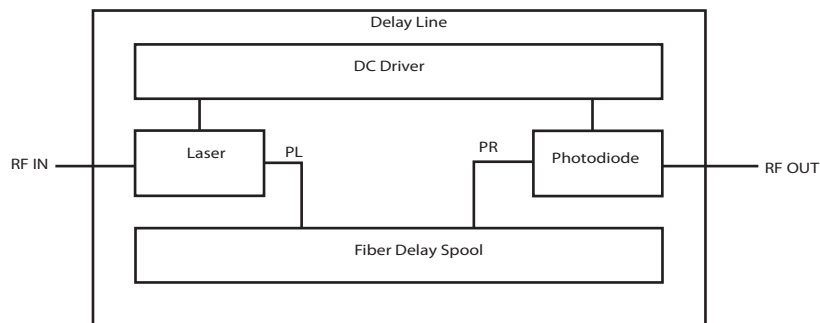 Delay Line
DC Driver
Laser
PL
PR
Photodiode
RF IN
RF OUT
Fiber Delay Spool